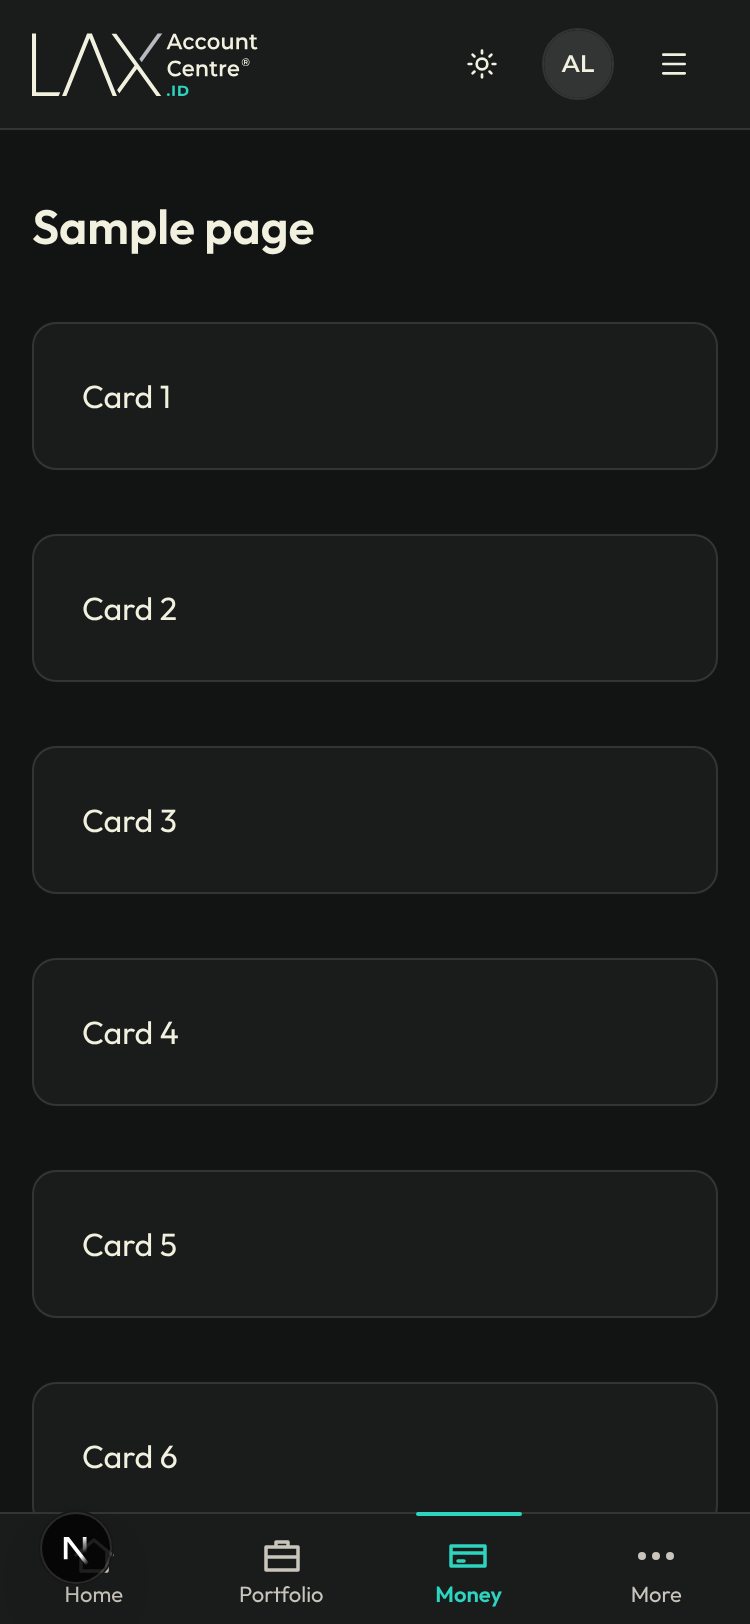 LAX Account
Centre®
.ID
AL
Sample page
Card 1
Card 2
Card 3
Card 4
Card 5
Card 6
N
Home
Portfolio
Money
More